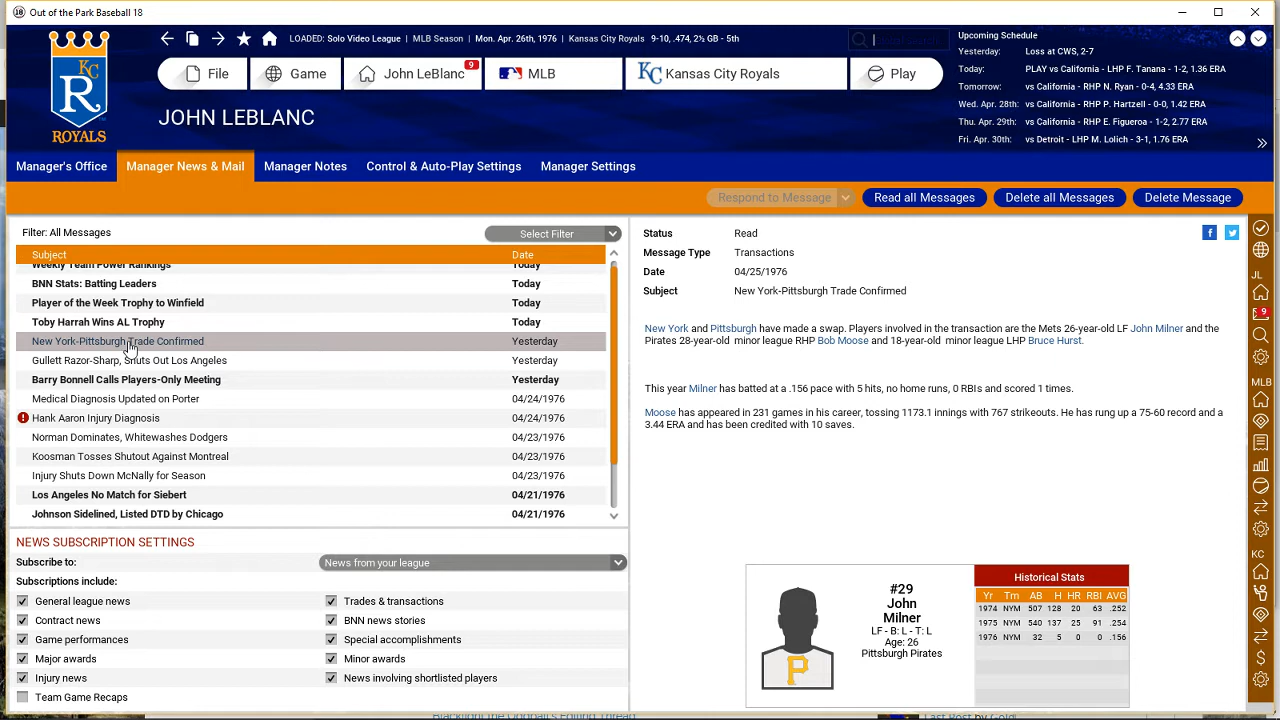 18 Out of the Park Baseball 18
LOADED: Solo Video League | MLB Season | Mon. Apr. 26th, 1976 | Kansas City Royals 9-10, .474, 2½ GB - 5th
Upcoming Schedule
Yesterday: Loss at CWS, 2-7
Today: PLAY vs California - LHP F. Tanana - 1-2, 1.36 ERA
Tomorrow: vs California - RHP N. Ryan - 0-4, 4.33 ERA
Wed. Apr. 28th: vs California - RHP P. Hartzell - 0-0, 1.42 ERA
Thu. Apr. 29th: vs California - RHP E. Figueroa - 1-2, 2.77 ERA
Fri. Apr. 30th: vs Detroit - LHP M. Lolich - 3-1, 1.76 ERA
KC
R
ROYALS
File
Game
John LeBlanc
9
MLB
KC Kansas City Royals
Play
JOHN LEBLANC
Manager's Office
Manager News & Mail
Manager Notes
Control & Auto-Play Settings
Manager Settings
Respond to Message
Read all Messages
Delete all Messages
Delete Message
Filter: All Messages
Select Filter
Subject Date
Weekly Team Power Rankings Today
BNN Stats: Batting Leaders Today
Player of the Week Trophy to Winfield Today
Toby Harrah Wins AL Trophy Today
New York-Pittsburgh Trade Confirmed Yesterday
Gullett Razor-Sharp, Shuts Out Los Angeles Yesterday
Barry Bonnell Calls Players-Only Meeting Yesterday
Medical Diagnosis Updated on Porter 04/24/1976
Hank Aaron Injury Diagnosis 04/24/1976
Norman Dominates, Whitewashes Dodgers 04/23/1976
Koosman Tosses Shutout Against Montreal 04/23/1976
Injury Shuts Down McNally for Season 04/23/1976
Los Angeles No Match for Siebert 04/21/1976
Johnson Sidelined, Listed DTD by Chicago 04/21/1976
NEWS SUBSCRIPTION SETTINGS
Subscribe to: News from your league
Subscriptions include:
General league news
Trades & transactions
Contract news
BNN news stories
Game performances
Special accomplishments
Major awards
Minor awards
Injury news
News involving shortlisted players
Team Game Recaps
Status Read
Message Type Transactions
Date 04/25/1976
Subject New York-Pittsburgh Trade Confirmed
New York and Pittsburgh have made a swap. Players involved in the transaction are the Mets 26-year-old LF John Milner and the
Pirates 28-year-old minor league RHP Bob Moose and 18-year-old minor league LHP Bruce Hurst.
This year Milner has batted at a .156 pace with 5 hits, no home runs, 0 RBIs and scored 1 times.
Moose has appeared in 231 games in his career, tossing 1173.1 innings with 767 strikeouts. He has rung up a 75-60 record and a
3.44 ERA and has been credited with 10 saves.
P
#29
John
Milner
LF - B: L - T: L
Age: 26
Pittsburgh Pirates
Historical Stats
Yr Tm AB H HR RBI AVG
1974 NYM 507 128 20 63 .252
1975 NYM 540 137 25 91 .254
1976 NYM 32 5 0 0 .156
JL
9
MLB
KC
$
Blacklight the Oddball's Editing Thread
Last Post by Gold